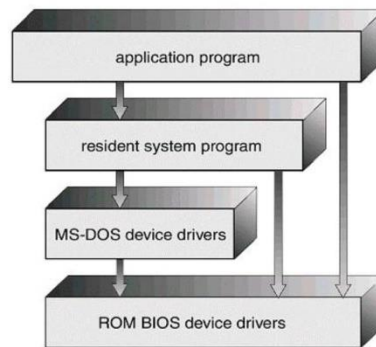 application program
resident system program
MS-DOS device drivers
ROM BIOS device drivers